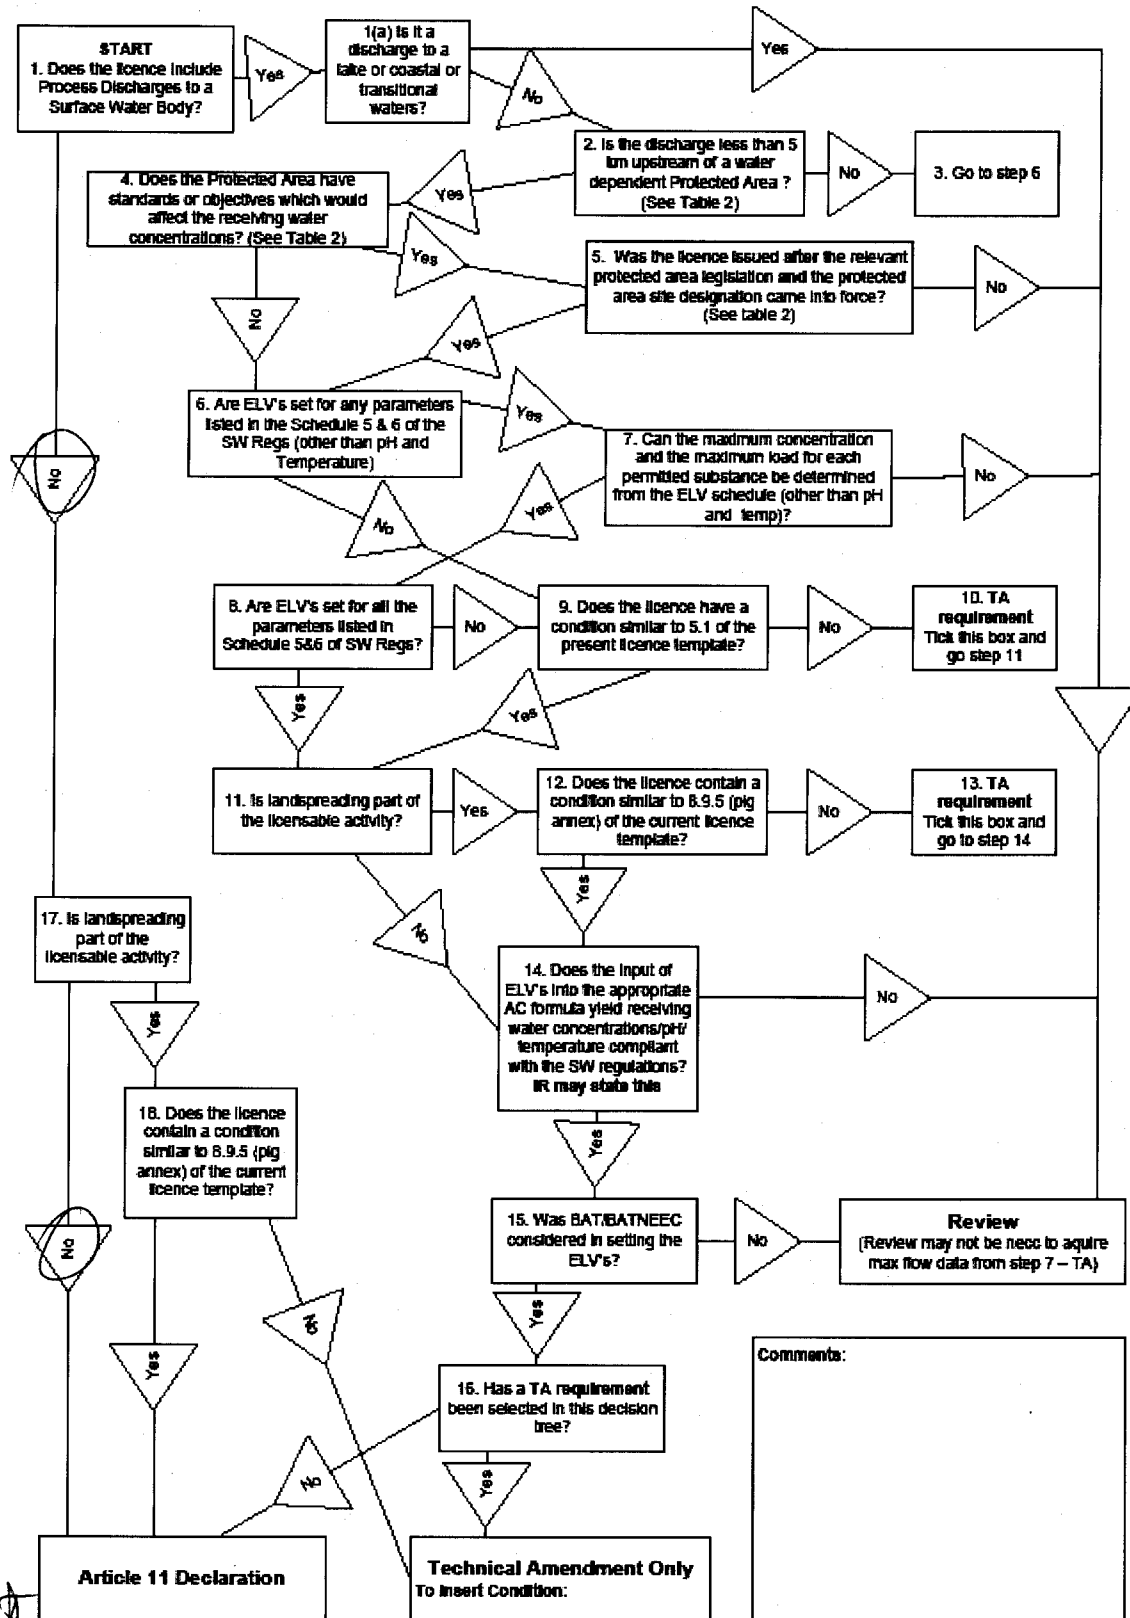 START
1. Does the licence include
Process Discharges to a
Surface Water Body?
Yes
1(a) Is it a
discharge to a
lake or coastal or
transitional
waters?
Yes
No
2. Is the discharge less than 5
km upstream of a water
dependent Protected Area ?
(See Table 2)
No
3. Go to step 6
Yes
4. Does the Protected Area have
standards or objectives which would
affect the receiving water
concentrations? (See Table 2)
Yes
5. Was the licence issued after the relevant
protected area legislation and the protected
area site designation came into force?
(See table 2)
No
No
Yes
6. Are ELV's set for any parameters
listed in the Schedule 5 & 6 of the
SW Regs (other than pH and
Temperature)
Yes
7. Can the maximum concentration
and the maximum load for each
permitted substance be determined
from the ELV schedule (other than pH
and temp)?
No
No
Yes
No
8. Are ELV's set for all the
parameters listed in
Schedule 5&6 of SW Regs?
No
9. Does the licence have a
condition similar to 5.1 of the
present licence template?
No
10. TA
requirement
Tick this box and
go step 11
Yes
Yes
11. Is landspreading part of
the licensable activity?
Yes
12. Does the licence contain a
condition similar to 8.9.5 (pig
annex) of the current licence
template?
No
13. TA
requirement
Tick this box and
go to step 14
Yes
No
17. Is landspreading
part of the
licensable activity?
14. Does the input of
ELV's into the appropriate
AC formula yield receiving
water concentrations/pH/
temperature compliant
with the SW regulations?
IR may state this
No
Yes
18. Does the licence
contain a condition
similar to 8.9.5 (pig
annex) of the current
licence template?
Yes
15. Was BAT/BATNEEC
considered in setting the
ELV's?
No
Review
(Review may not be necc to aquire
max flow data from step 7 – TA)
No
No
Yes
Yes
Comments:
16. Has a TA requirement
been selected in this decision
tree?
No
Yes
Article 11 Declaration
Technical Amendment Only
To Insert Condition: